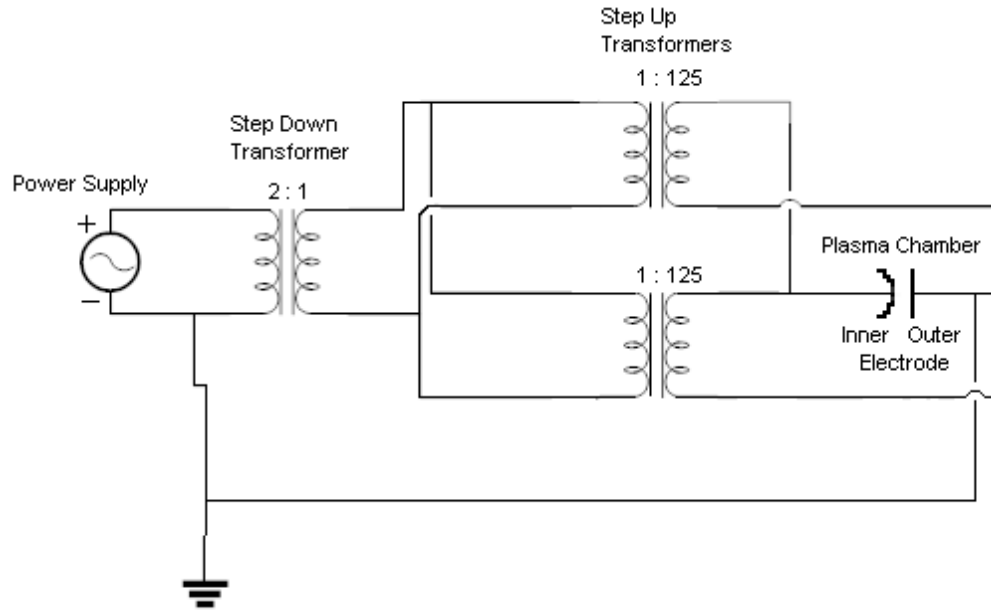 Step Up
Transformers
1 : 125
Step Down
Transformer
2 : 1
Power Supply
+
−
Plasma Chamber
1 : 125
Inner Outer
Electrode